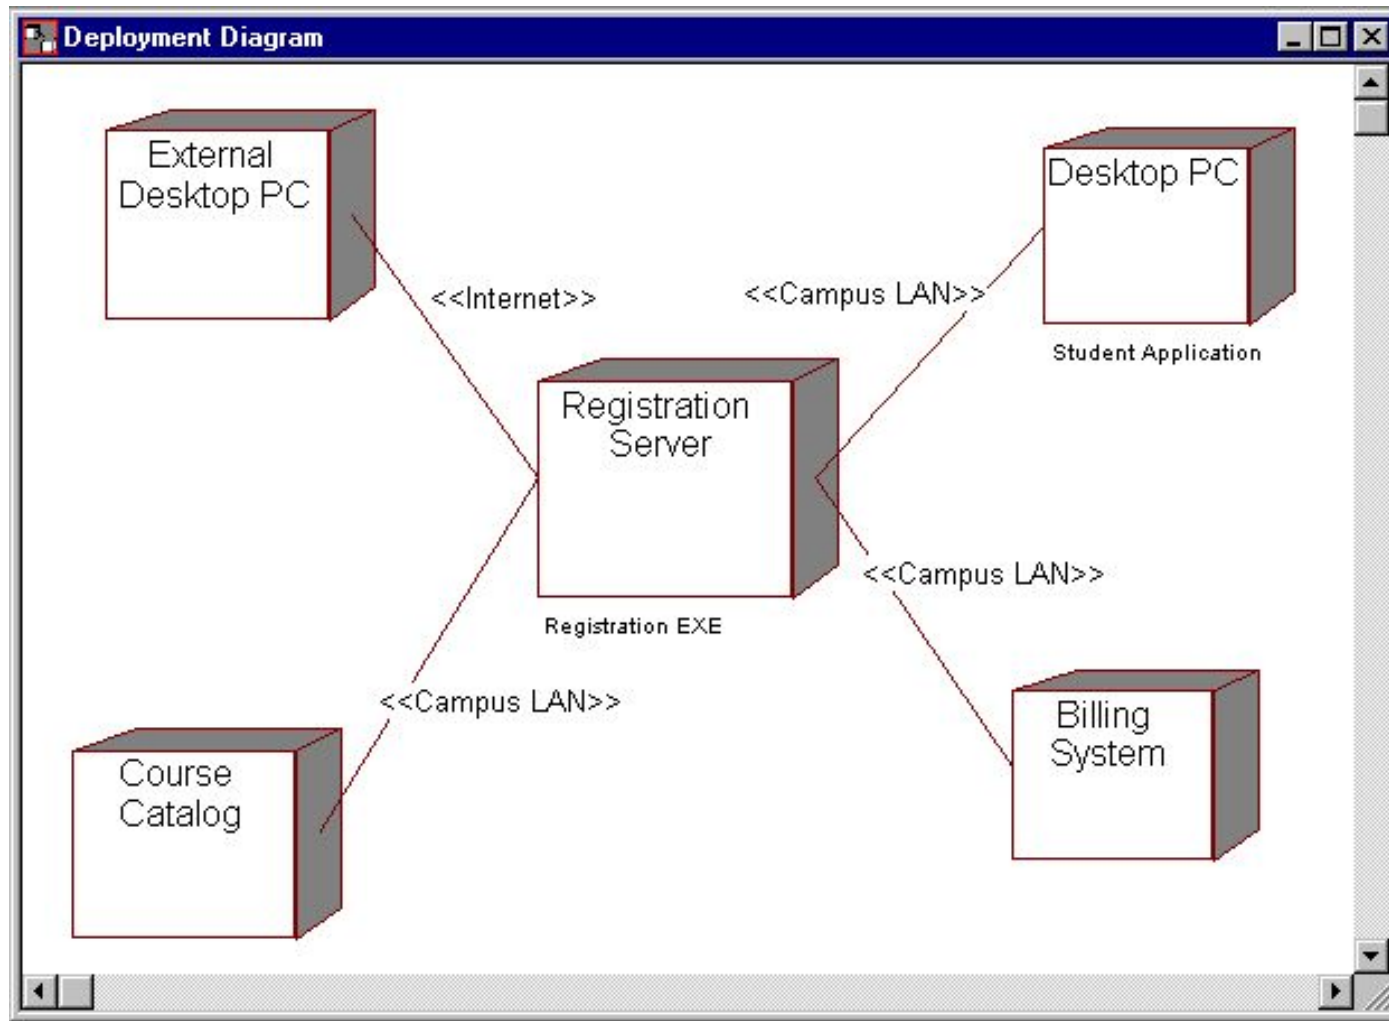 Deployment Diagram
External
Desktop PC
Desktop PC
<<Internet>>
<<Campus LAN>>
Student Application
Registration
Server
<<Campus LAN>>
Registration EXE
<<Campus LAN>>
Billing
System
Course
Catalog